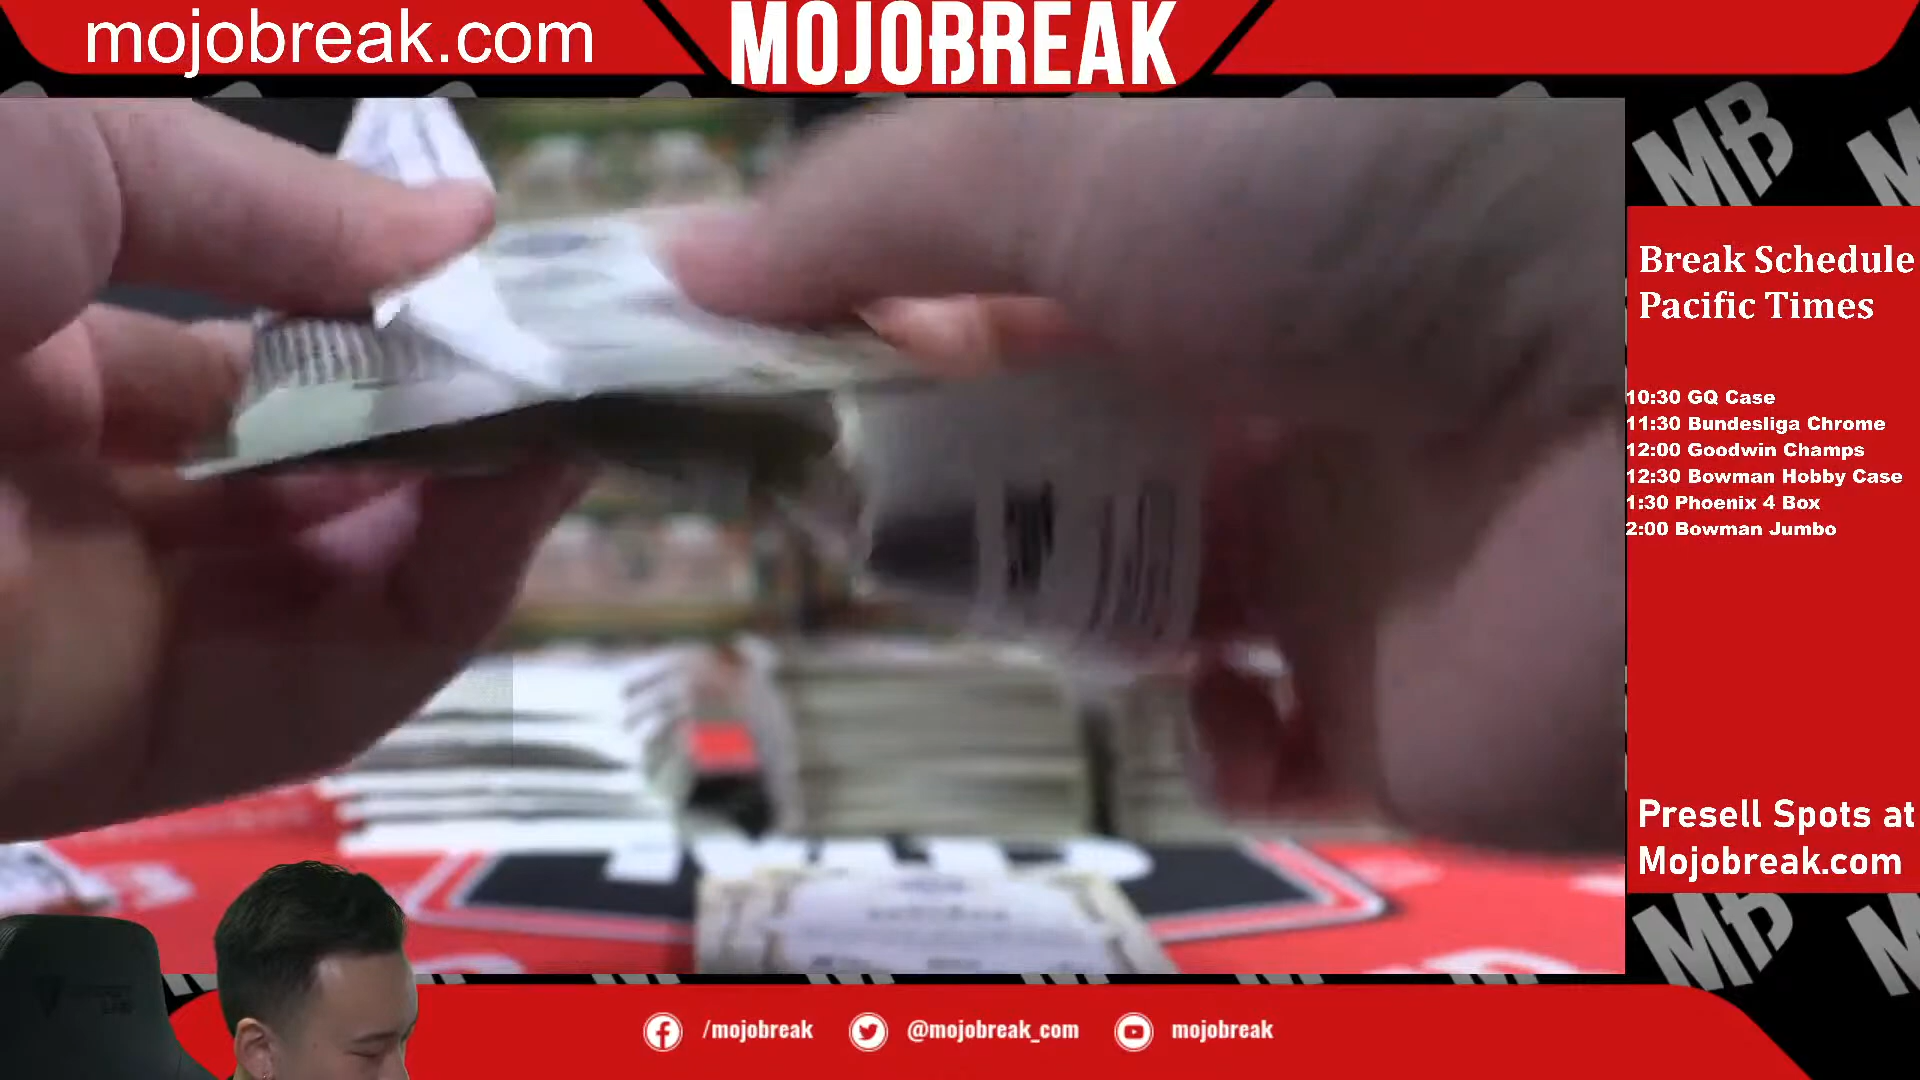 mojobreak.com
MOJOBREAK
MB
Break Schedule
Pacific Times
10:30 GQ Case
11:30 Bundesliga Chrome
12:00 Goodwin Champs
12:30 Bowman Hobby Case
1:30 Phoenix 4 Box
2:00 Bowman Jumbo
Presell Spots at
Mojobreak.com
MB
/mojobreak
@mojobreak_com
mojobreak